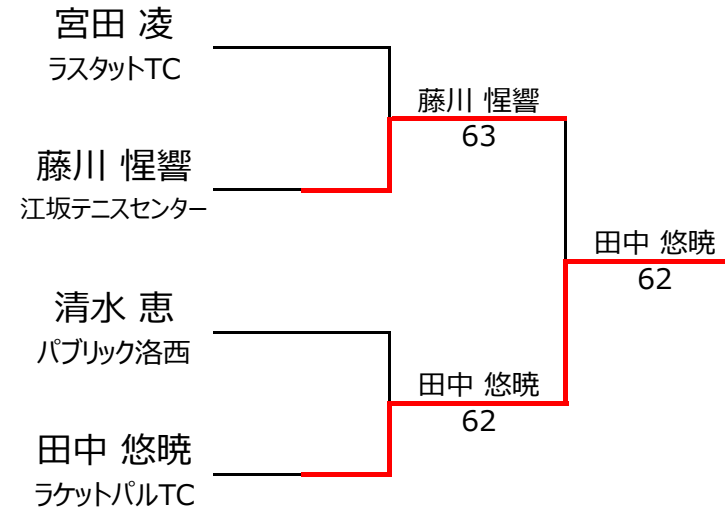 宮田 凌
ラスタットTC
藤川 惺響
63
藤川 惺響
江坂テニスセンター
田中 悠暁
62
清水 恵
パブリック洛西
田中 悠暁
62
田中 悠暁
ラケットパルTC